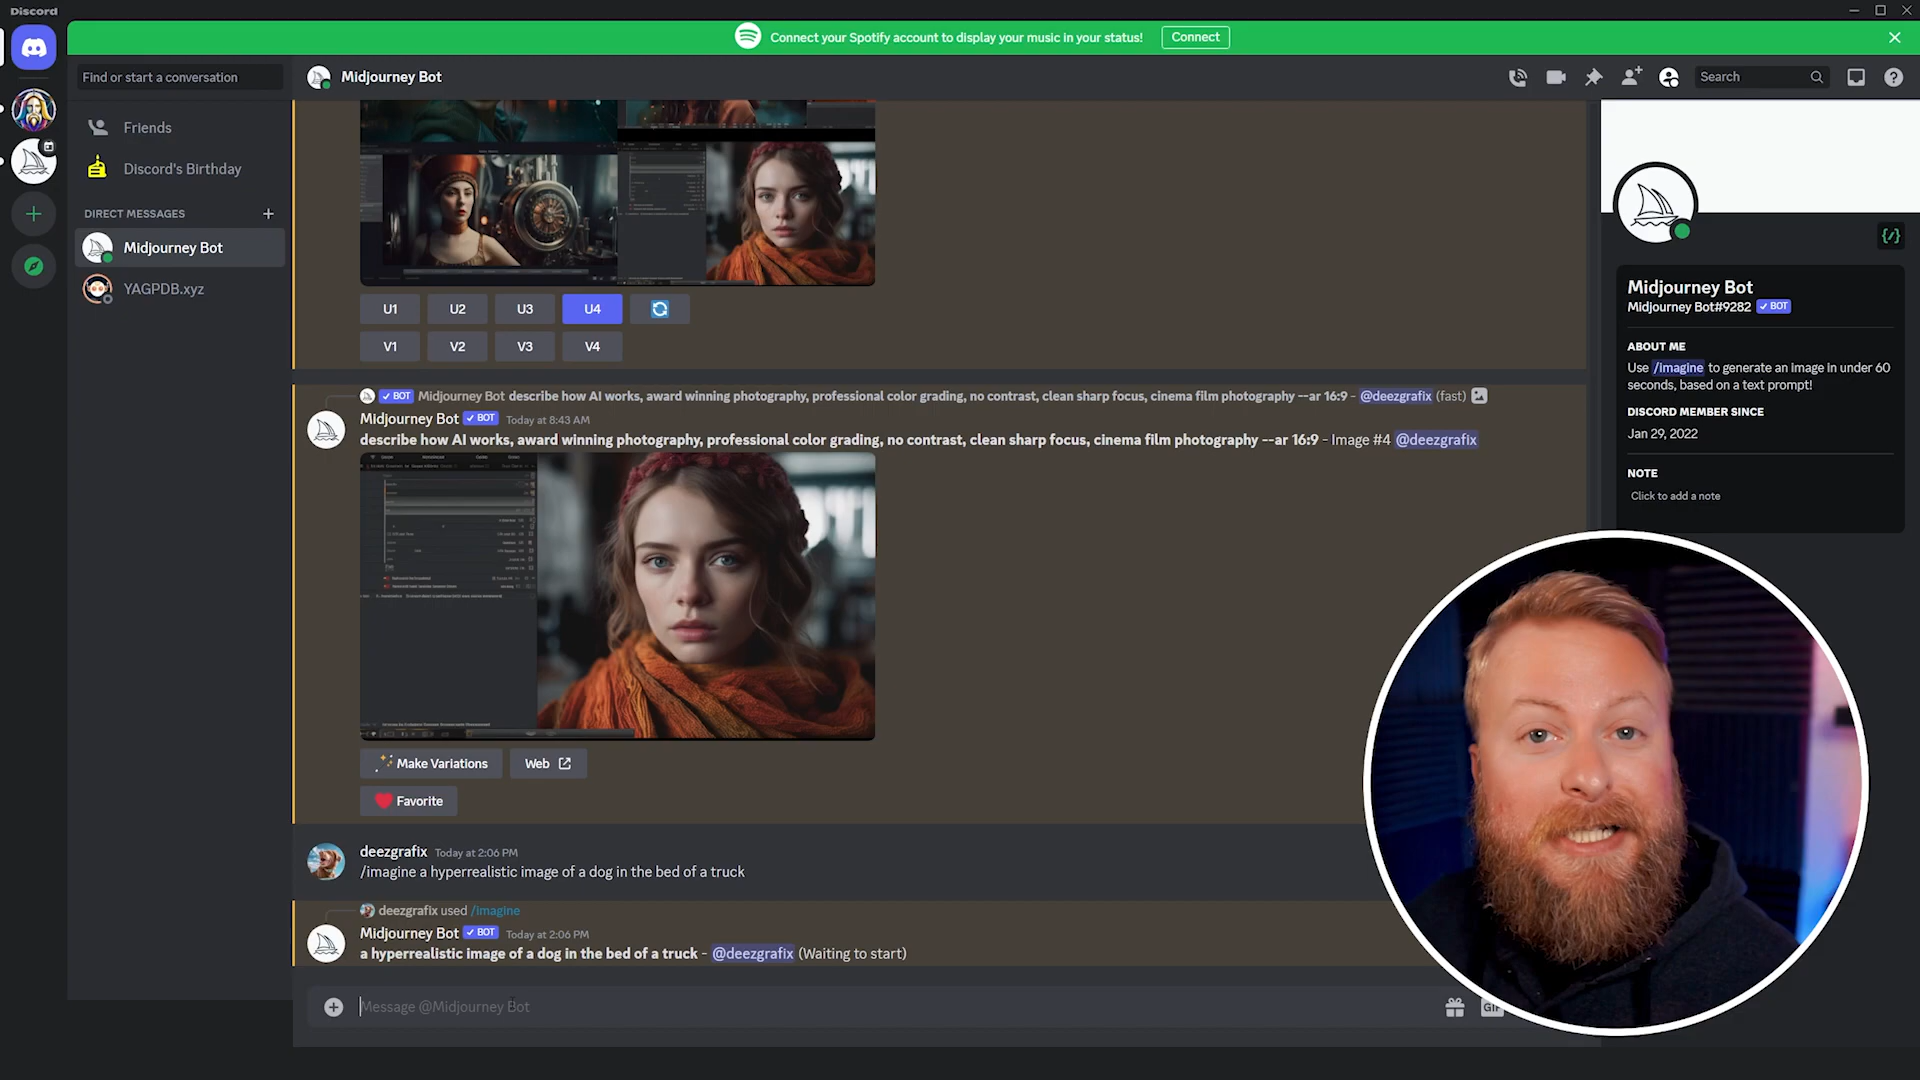 Discord
Connect your Spotify account to display your music in your status!
Connect
Find or start a conversation
Midjourney Bot
Search
Friends
Discord's Birthday
DIRECT MESSAGES
Midjourney Bot
YAGPDB.xyz
U1
U2
U3
U4
V1
V2
V3
V4
BOT Midjourney Bot describe how AI works, award winning photography, professional color grading, no contrast, clean sharp focus, cinema film photography --ar 16:9 - @deezgrafix (fast)
Midjourney Bot BOT Today at 8:43 AM
describe how AI works, award winning photography, professional color grading, no contrast, clean sharp focus, cinema film photography --ar 16:9 - Image #4 @deezgrafix
Make Variations
Web
Favorite
deezgrafix Today at 2:06 PM
/imagine a hyperrealistic image of a dog in the bed of a truck
deezgrafix used /imagine
Midjourney Bot BOT Today at 2:06 PM
a hyperrealistic image of a dog in the bed of a truck - @deezgrafix (Waiting to start)
Message @Midjourney Bot
Midjourney Bot
Midjourney Bot#9282 BOT
ABOUT ME
Use /imagine to generate an image in under 60
seconds, based on a text prompt!
DISCORD MEMBER SINCE
Jan 29, 2022
NOTE
Click to add a note